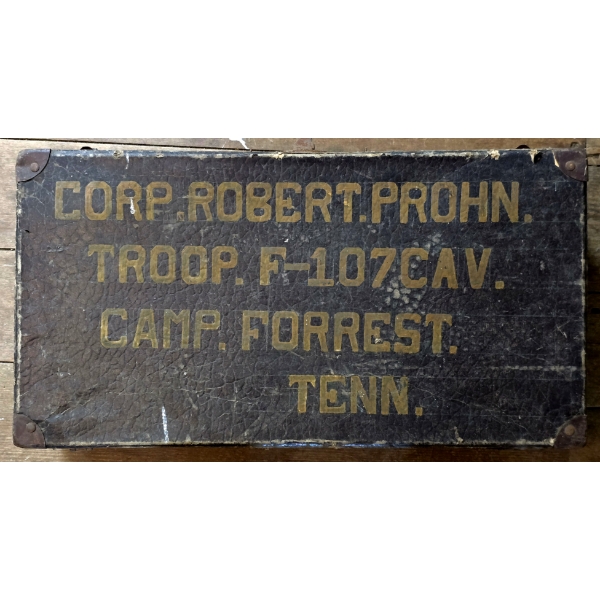 CORP.ROBERT.PROHN.
TROOP. F-107CAV.
CAMP. FORREST.
TENN.